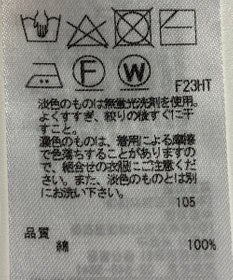 F
W
F23HT
淡色のものは無蛍光洗剤を使用。
よくすすぎ、絞りの後すぐに干
すこと。
濃色のものは、着用による摩擦
で色落ちすることがありますの
で、組合せの衣服にご注意くだ
さい。また、淡色のものとは別
にお洗い下さい。
105
品質
綿 100%